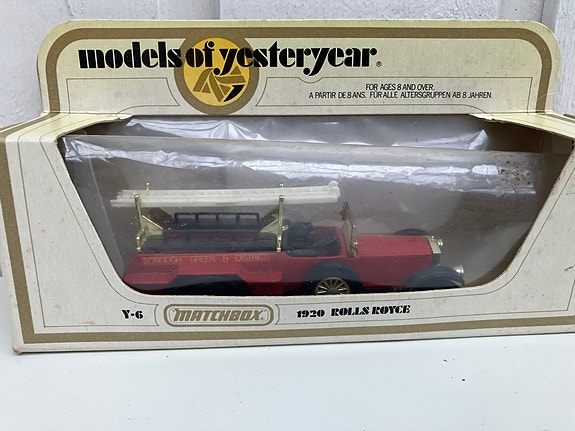 models of yesteryear®
FOR AGES 8 AND OVER.
A PARTIR DE 8 ANS. FÜR ALLE ALTERSGRUPPEN AB 8 JAHREN.
BOROUGH GREEN & DISTRICT
Y-6 MATCHBOX 1920 ROLLS ROYCE